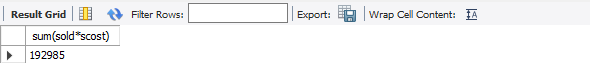 Result Grid Filter Rows: Export: Wrap Cell Content:
sum(sold*scost)
192985